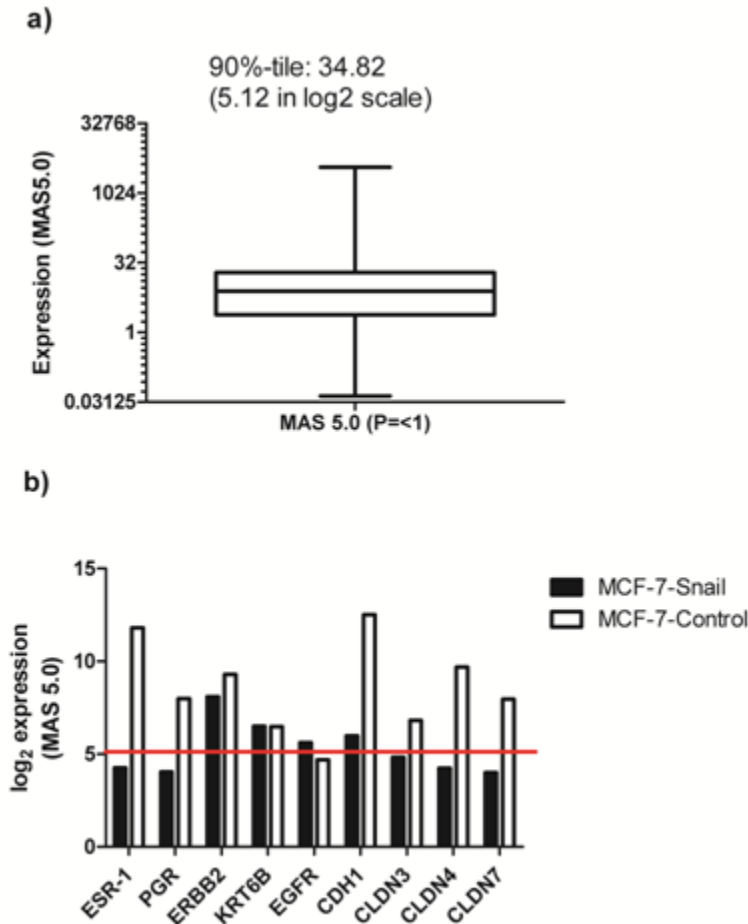 a)
90%-tile: 34.82
(5.12 in log2 scale)
Expression (MAS5.0)
32768
1024
32
1
0.03125
MAS 5.0 (P=<1)
b)
log₂ expression
(MAS 5.0)
15
10
5
0
MCF-7-Snail
MCF-7-Control
ESR-1
PGR
ERBB2
KRT6B
EGFR
CDH1
CLDN3
CLDN4
CLDN7